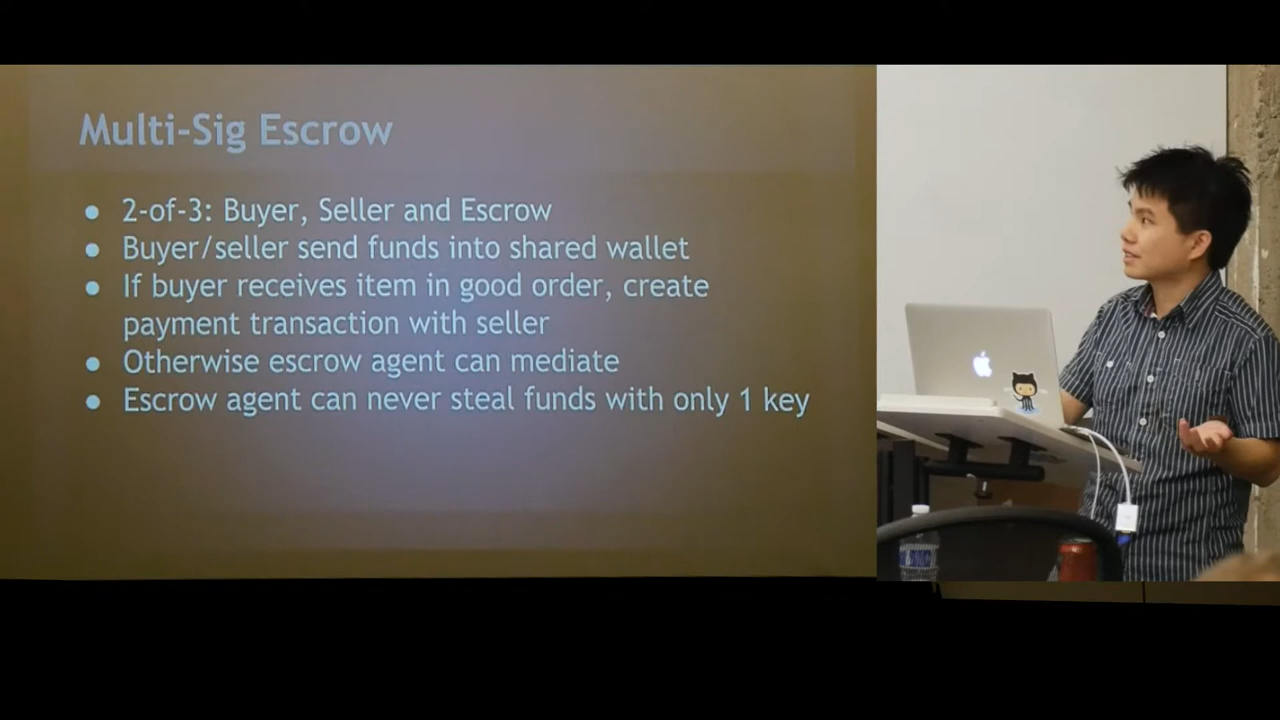 Multi-Sig Escrow
● 2-of-3: Buyer, Seller and Escrow
● Buyer/seller send funds into shared wallet
● If buyer receives item in good order, create
payment transaction with seller
● Otherwise escrow agent can mediate
● Escrow agent can never steal funds with only 1 key